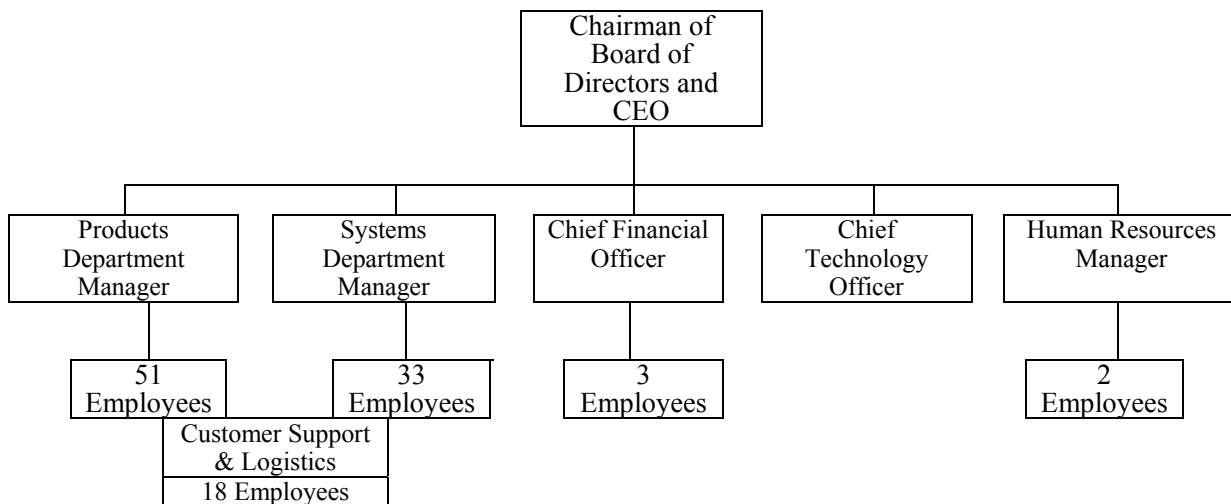 Chairman of
Board of
Directors and
CEO
Products
Department
Manager
Systems
Department
Manager
Chief Financial
Officer
Chief
Technology
Officer
Human Resources
Manager
51
Employees
33
Employees
3
Employees
2
Employees
Customer Support
& Logistics
18 Employees